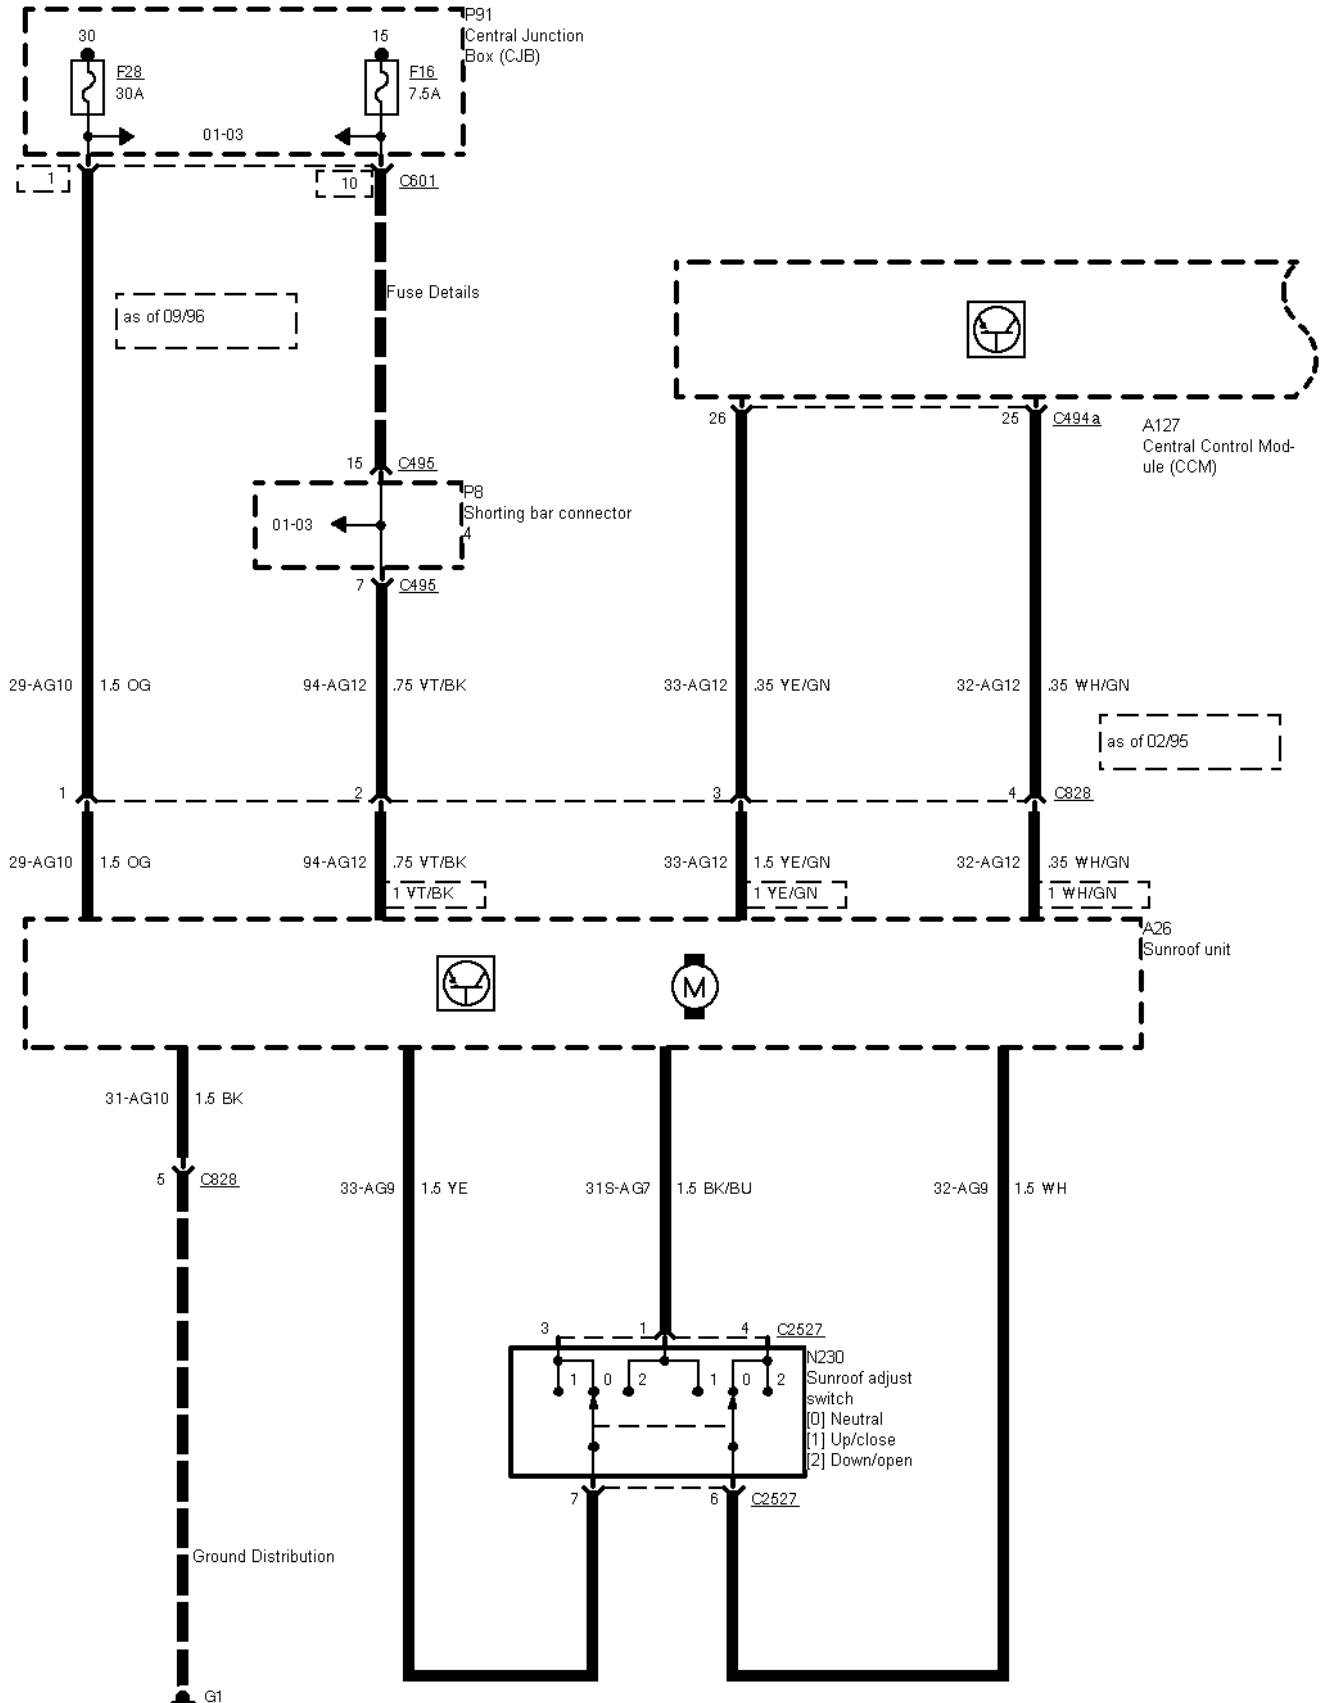 P91
Central Junction
Box (CJB)
30
15
F28
30A
F16
7.5A
01-03
1
10
C601
Fuse Details
as of 09/96
26
25
C494a
A127
Central Control Mod-
ule (CCM)
15
C495
P8
Shorting bar connector
4
01-03
7
C495
29-AG10
1.5 OG
94-AG12
.75 VT/BK
33-AG12
.35 YE/GN
32-AG12
.35 WH/GN
as of 02/95
1
2
3
4
C828
29-AG10
1.5 OG
94-AG12
.75 VT/BK
33-AG12
1.5 YE/GN
32-AG12
.35 WH/GN
1 VT/BK
1 YE/GN
1 WH/GN
A26
Sunroof unit
M
31-AG10
1.5 BK
5
C828
33-AG9
1.5 YE
31S-AG7
1.5 BK/BU
32-AG9
1.5 WH
3
1
4
C2527
N230
Sunroof adjust
switch
[0] Neutral
[1] Up/close
[2] Down/open
1
0
2
1
0
2
7
6
C2527
Ground Distribution
G1